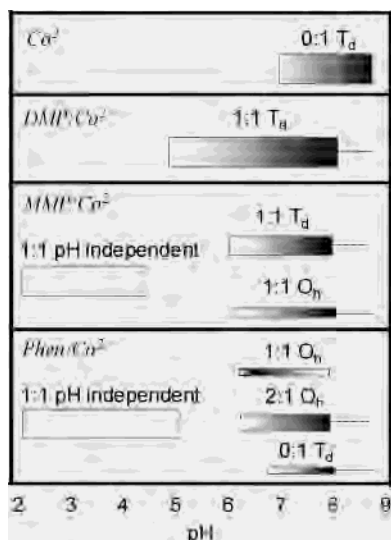 Co²
0:1 Td
DMP/Co²
1:1 Td
MMP/Co²
1:1 Td
1:1 pH independent
1:1 Oh
Phen/Co²
1:1 Oh
1:1 pH independent
2:1 Oh
0:1 Td
2 3 4 5 6 7 8 9
pH